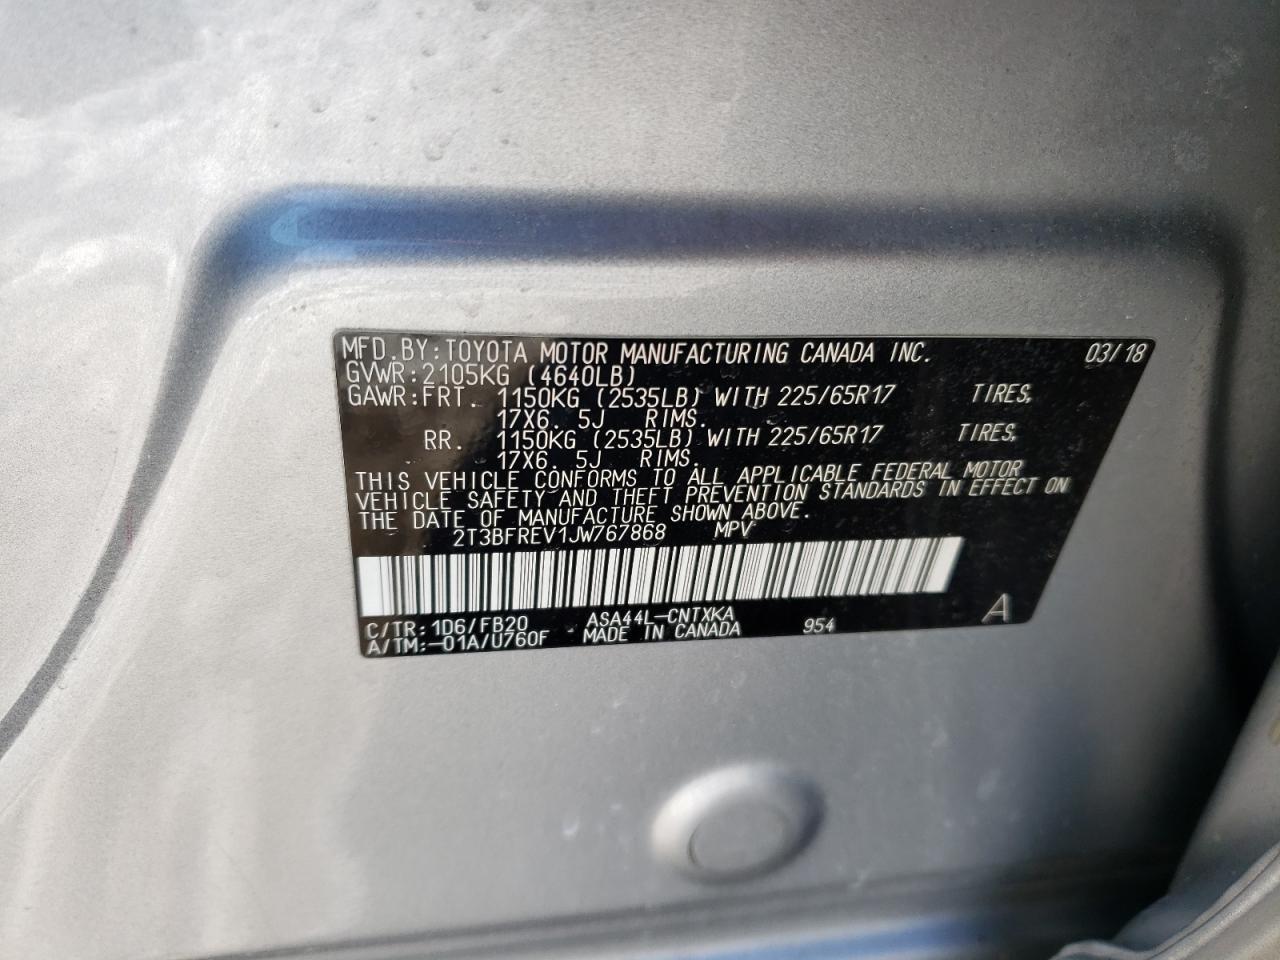 MFD.BY:TOYOTA MOTOR MANUFACTURING CANADA INC. 03/18
GVWR:2105KG (4640LB)
GAWR:FRT. 1150KG (2535LB) WITH 225/65R17 TIRES,
17X6. 5J RIMS.
RR. 1150KG (2535LB) WITH 225/65R17 TIRES,
17X6. 5J RIMS.
THIS VEHICLE CONFORMS TO ALL APPLICABLE FEDERAL MOTOR
VEHICLE SAFETY AND THEFT PREVENTION STANDARDS IN EFFECT ON
THE DATE OF MANUFACTURE SHOWN ABOVE.
2T3BFREV1JW767868 MPV
C/TR: 1D6/FB20 ASA44L-CNTXKA 954 A
A/TM:-01A/U760F MADE IN CANADA